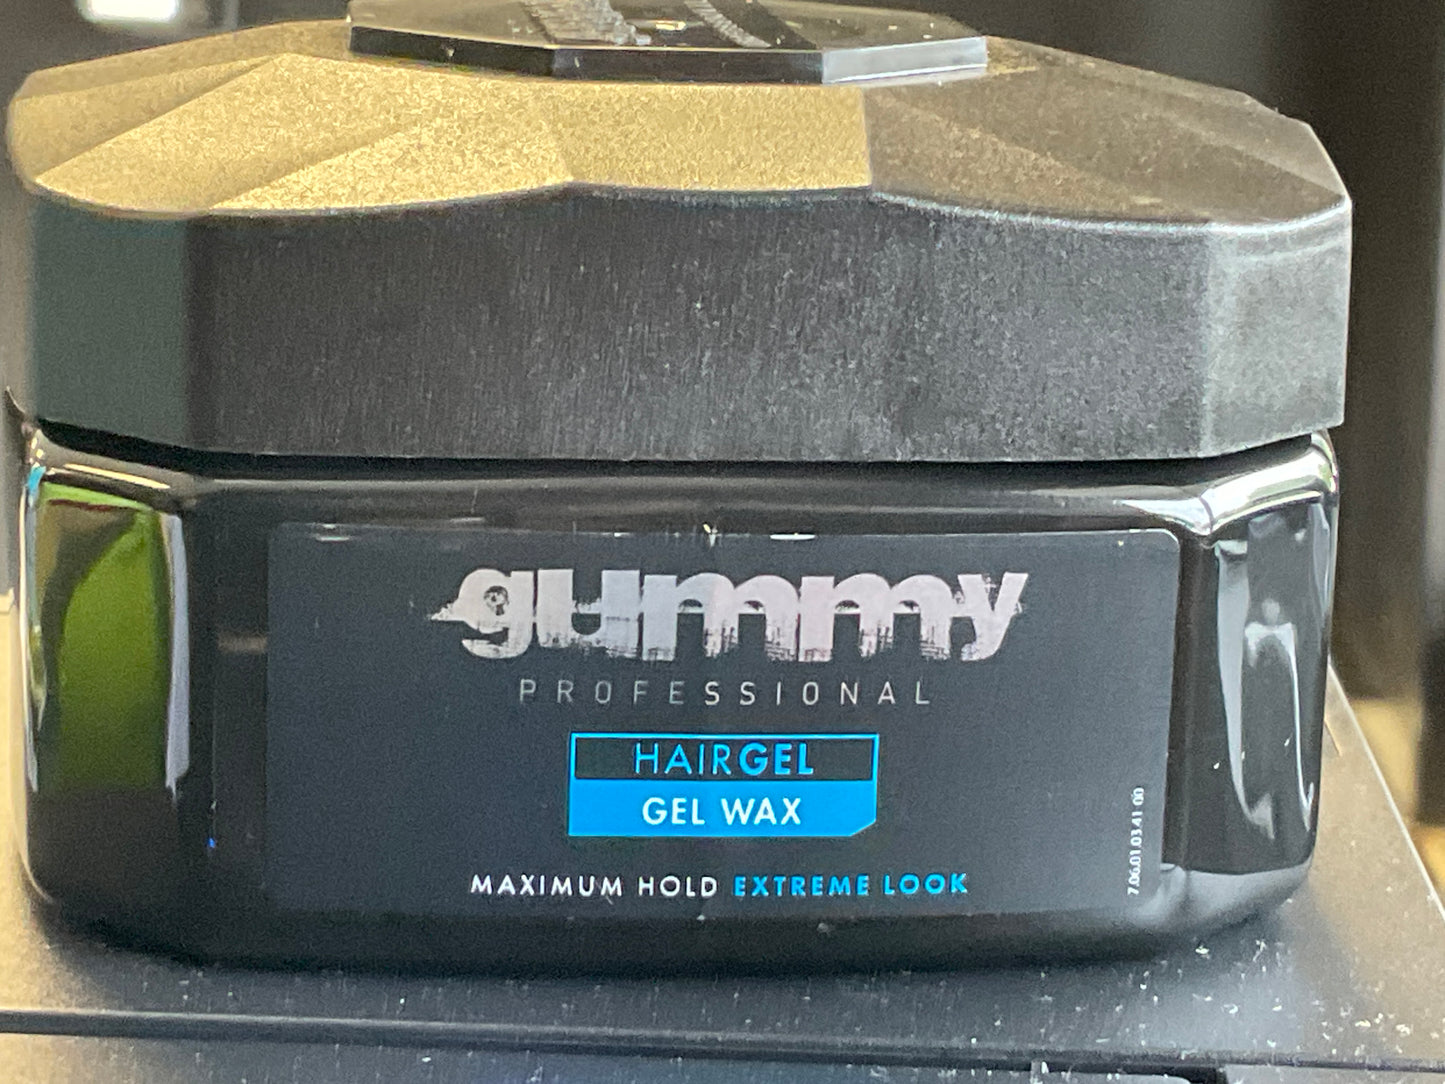 gummy
PROFESSIONAL
HAIRGEL
GEL WAX
MAXIMUM HOLD EXTREME LOOK
7.06.01.03.41 00